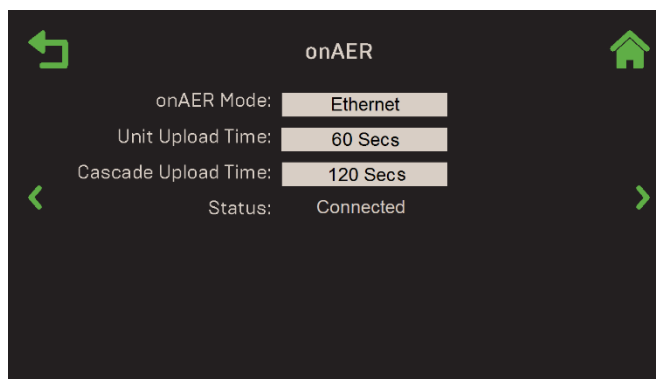 onAER
onAER Mode: Ethernet
Unit Upload Time: 60 Secs
Cascade Upload Time: 120 Secs
Status: Connected